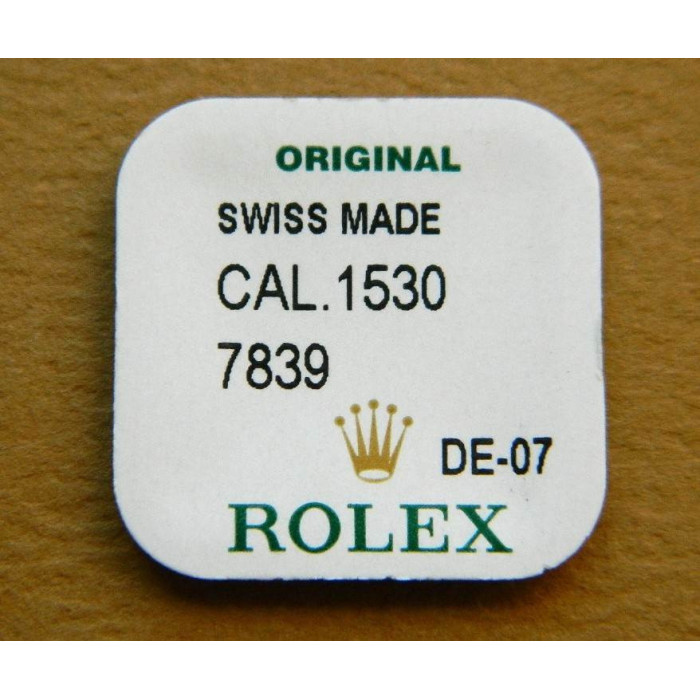 ORIGINAL
SWISS MADE
CAL.1530
7839
DE-07
ROLEX